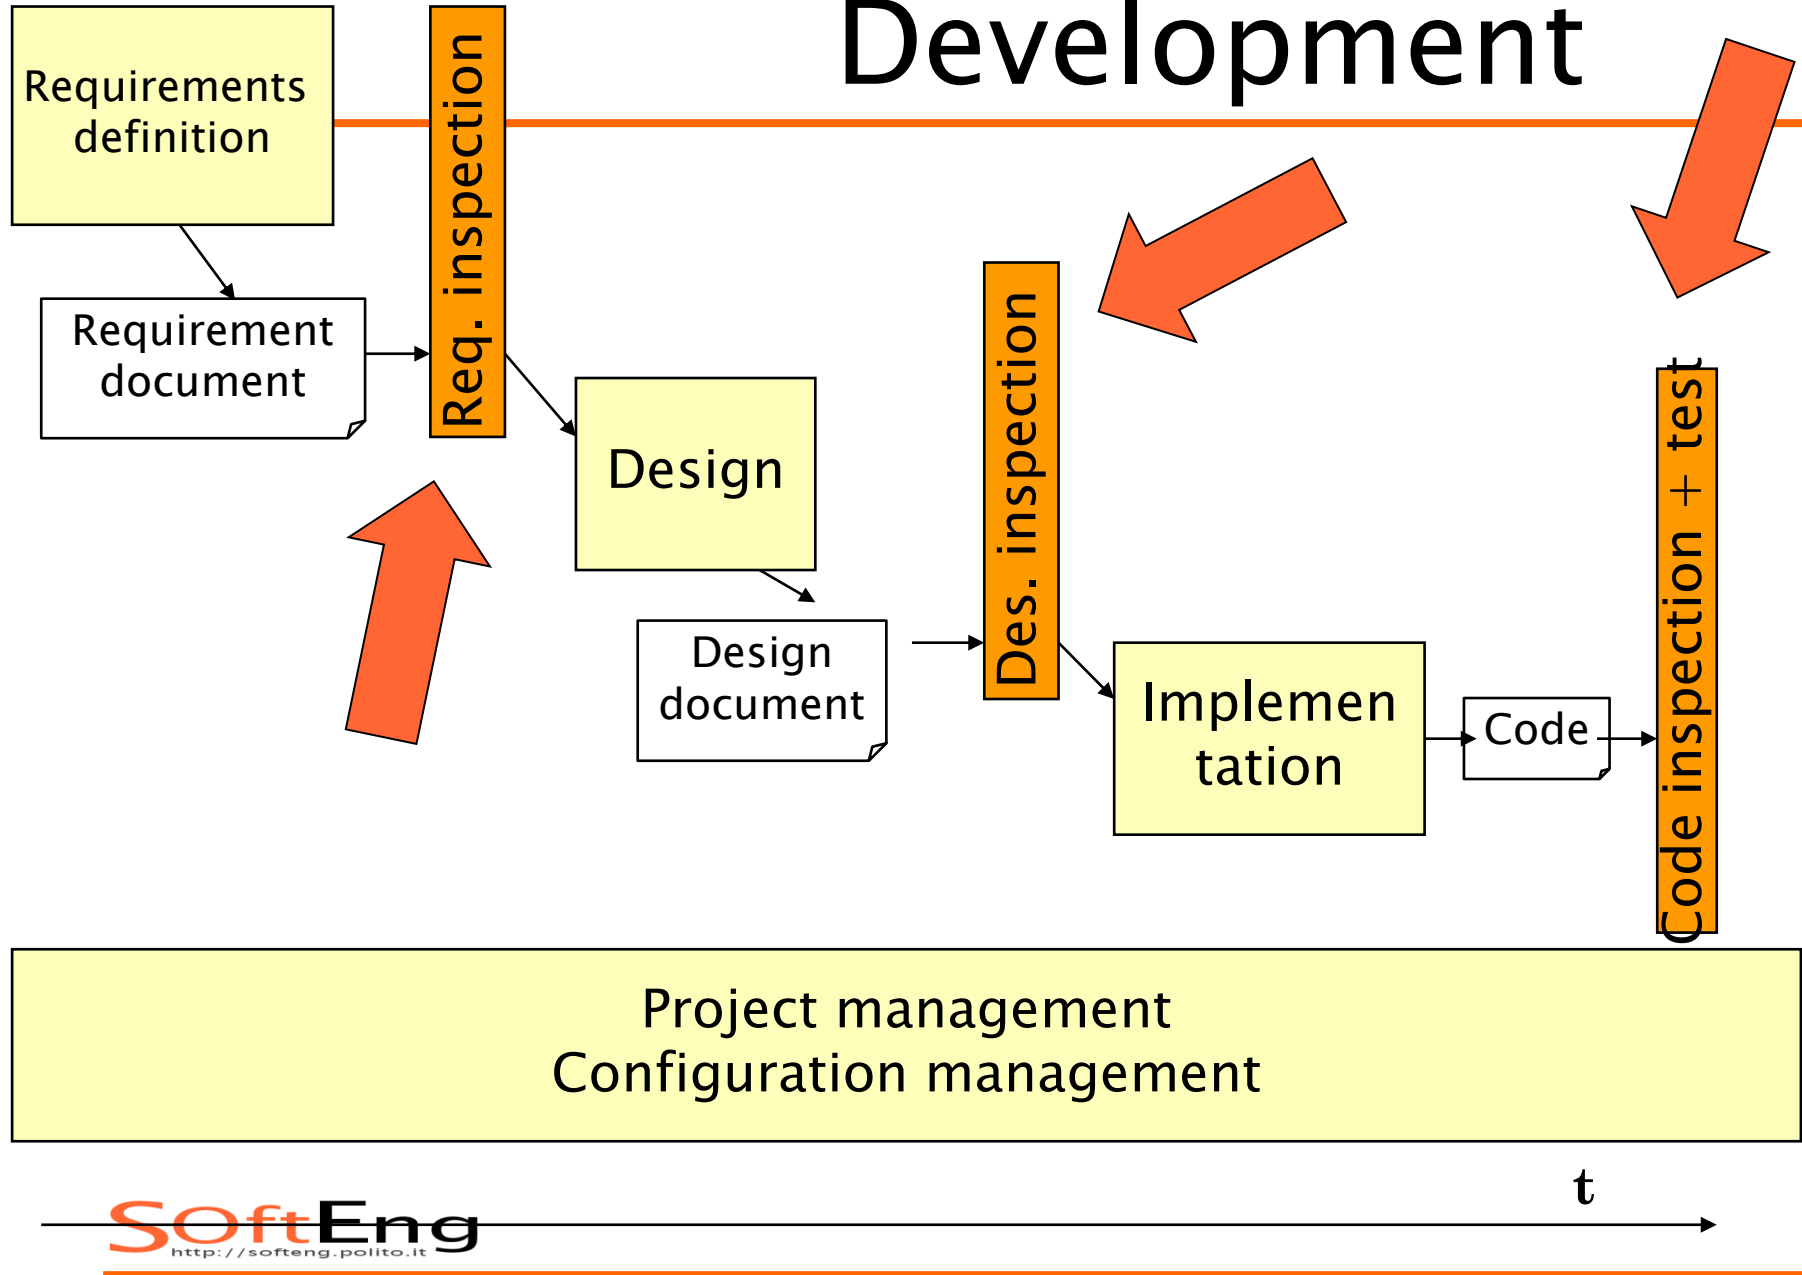 Development
Requirements
definition
Req. inspection
Requirement
document
Design
Des. inspection
Design
document
Implemen
tation
Code
Code inspection + test
Project management
Configuration management
t
SOftEng
http://softeng.polito.it